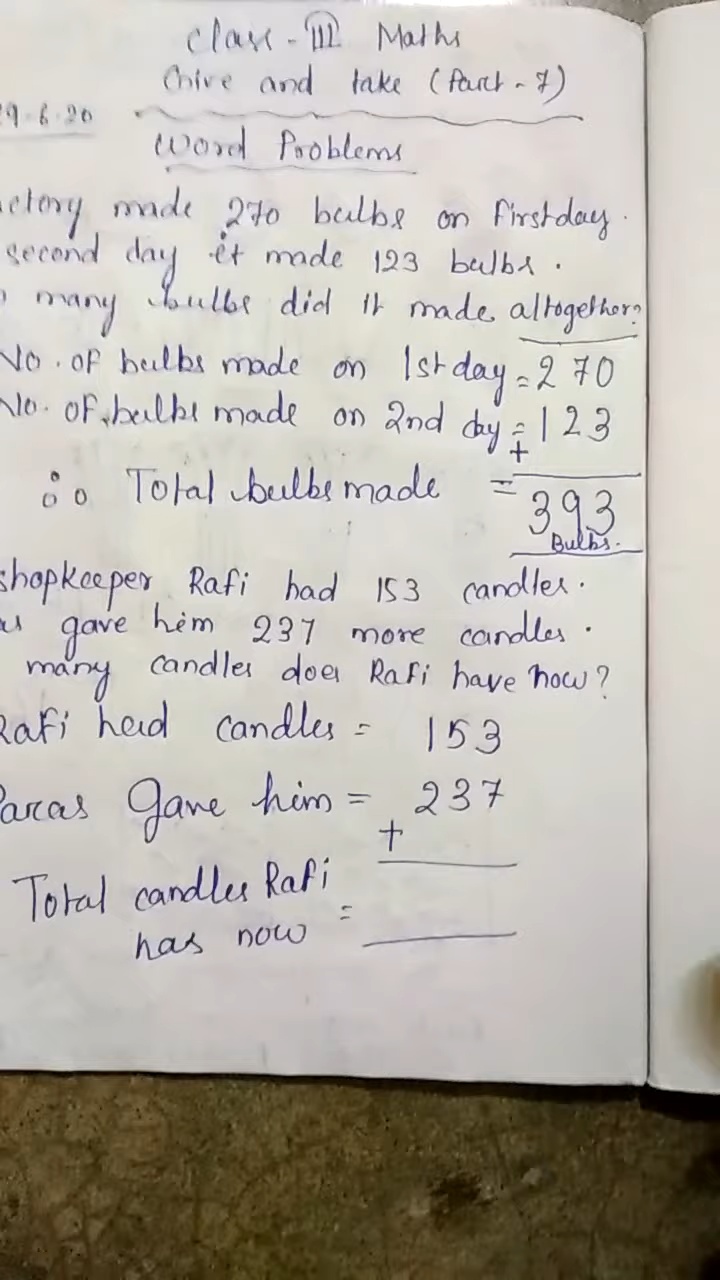 Class - III Maths
Give and take (Part - 7)
9.6.20
Word Problems
ctory made 270 bulbs on first day.
second day it made 123 bulbs.
many bulbs did it made altogether?
No. of bulbs made on 1st day = 270
No. of bulbs made on 2nd day = 123
+
∴ Total bulbs made = 393
Bulbs.
shopkeeper Rafi had 153 candles.
gave him 237 more candles.
many candles does Rafi have now?
Rafi had candles = 153
Paras Gave him = 237
+
Total candles Rafi
has now =